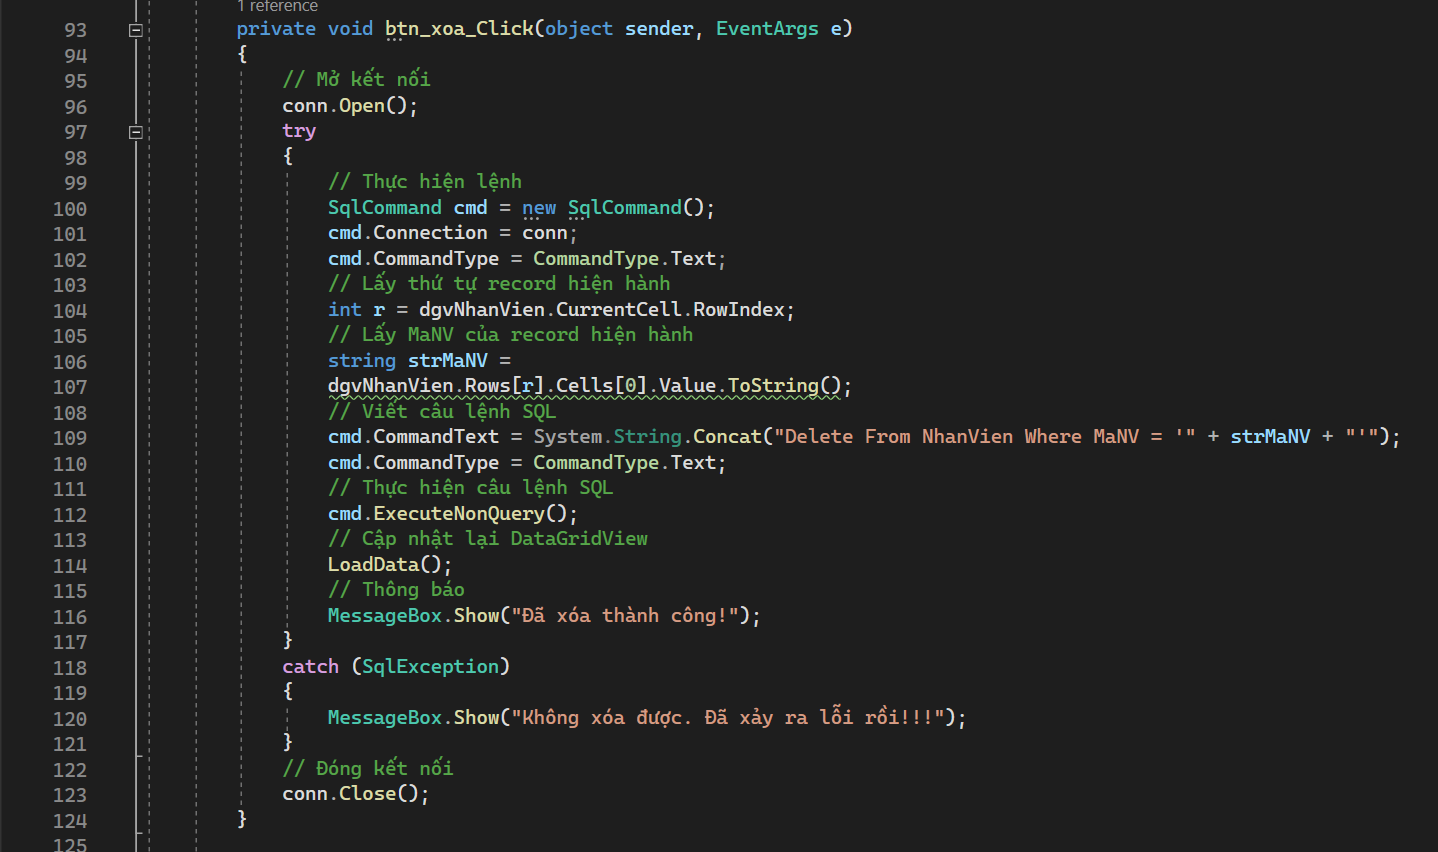 1 reference
93 private void btn_xoa_Click(object sender, EventArgs e)
94 {
95 // Mở kết nối
96 conn.Open();
97 try
98 {
99 // Thực hiện lệnh
100 SqlCommand cmd = new SqlCommand();
101 cmd.Connection = conn;
102 cmd.CommandType = CommandType.Text;
103 // Lấy thứ tự record hiện hành
104 int r = dgvNhanVien.CurrentCell.RowIndex;
105 // Lấy MaNV của record hiện hành
106 string strMaNV =
107 dgvNhanVien.Rows[r].Cells[0].Value.ToString();
108 // Viết câu lệnh SQL
109 cmd.CommandText = System.String.Concat("Delete From NhanVien Where MaNV = '" + strMaNV + "'");
110 cmd.CommandType = CommandType.Text;
111 // Thực hiện câu lệnh SQL
112 cmd.ExecuteNonQuery();
113 // Cập nhật lại DataGridView
114 LoadData();
115 // Thông báo
116 MessageBox.Show("Đã xóa thành công!");
117 }
118 catch (SqlException)
119 {
120 MessageBox.Show("Không xóa được. Đã xảy ra lỗi rồi!!!");
121 }
122 // Đóng kết nối
123 conn.Close();
124 }
125